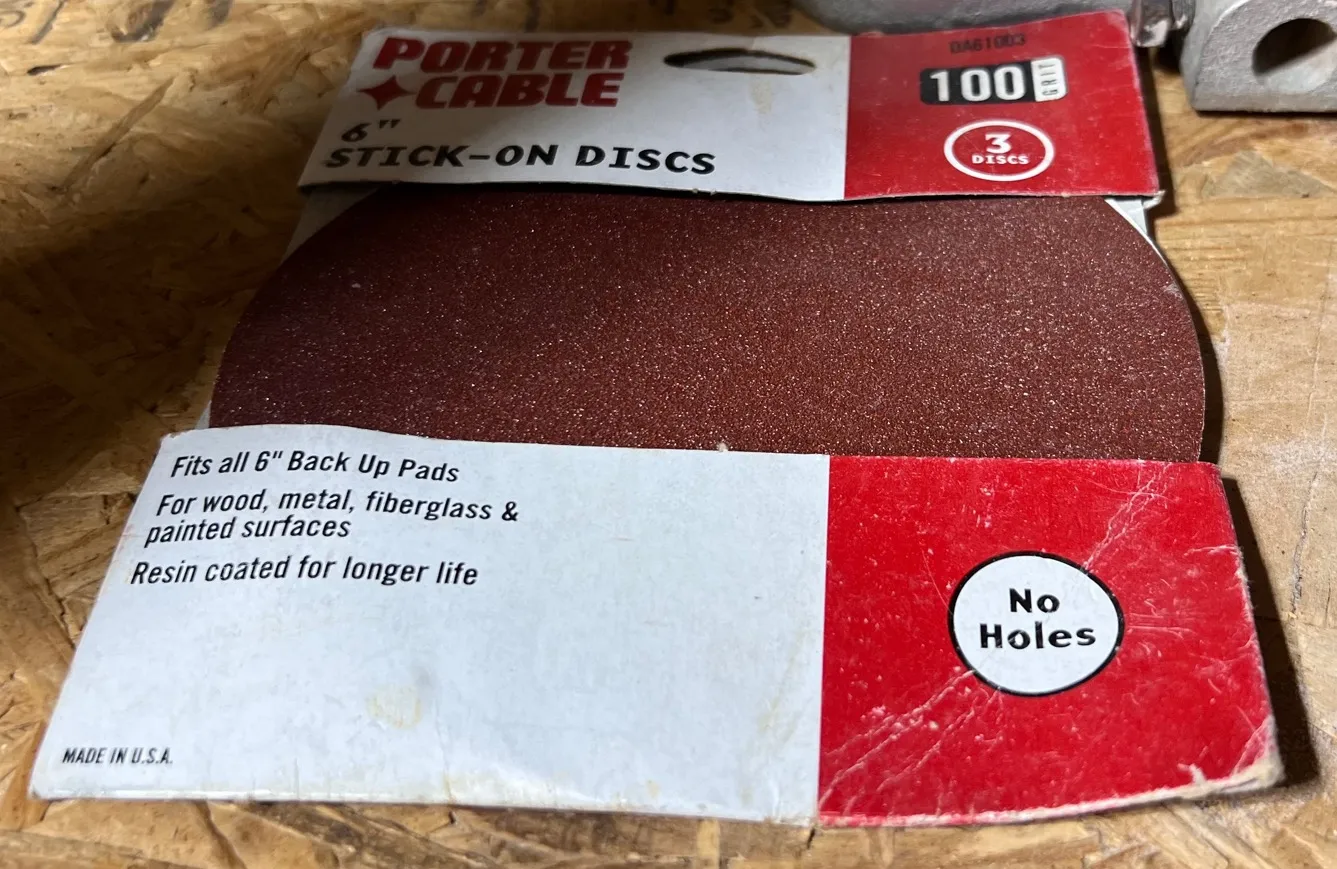 PORTER
CABLE
6"
STICK-ON DISCS
DA61003
100 GRIT
3
DISCS
Fits all 6" Back Up Pads
For wood, metal, fiberglass &
painted surfaces
Resin coated for longer life
No
Holes
MADE IN U.S.A.